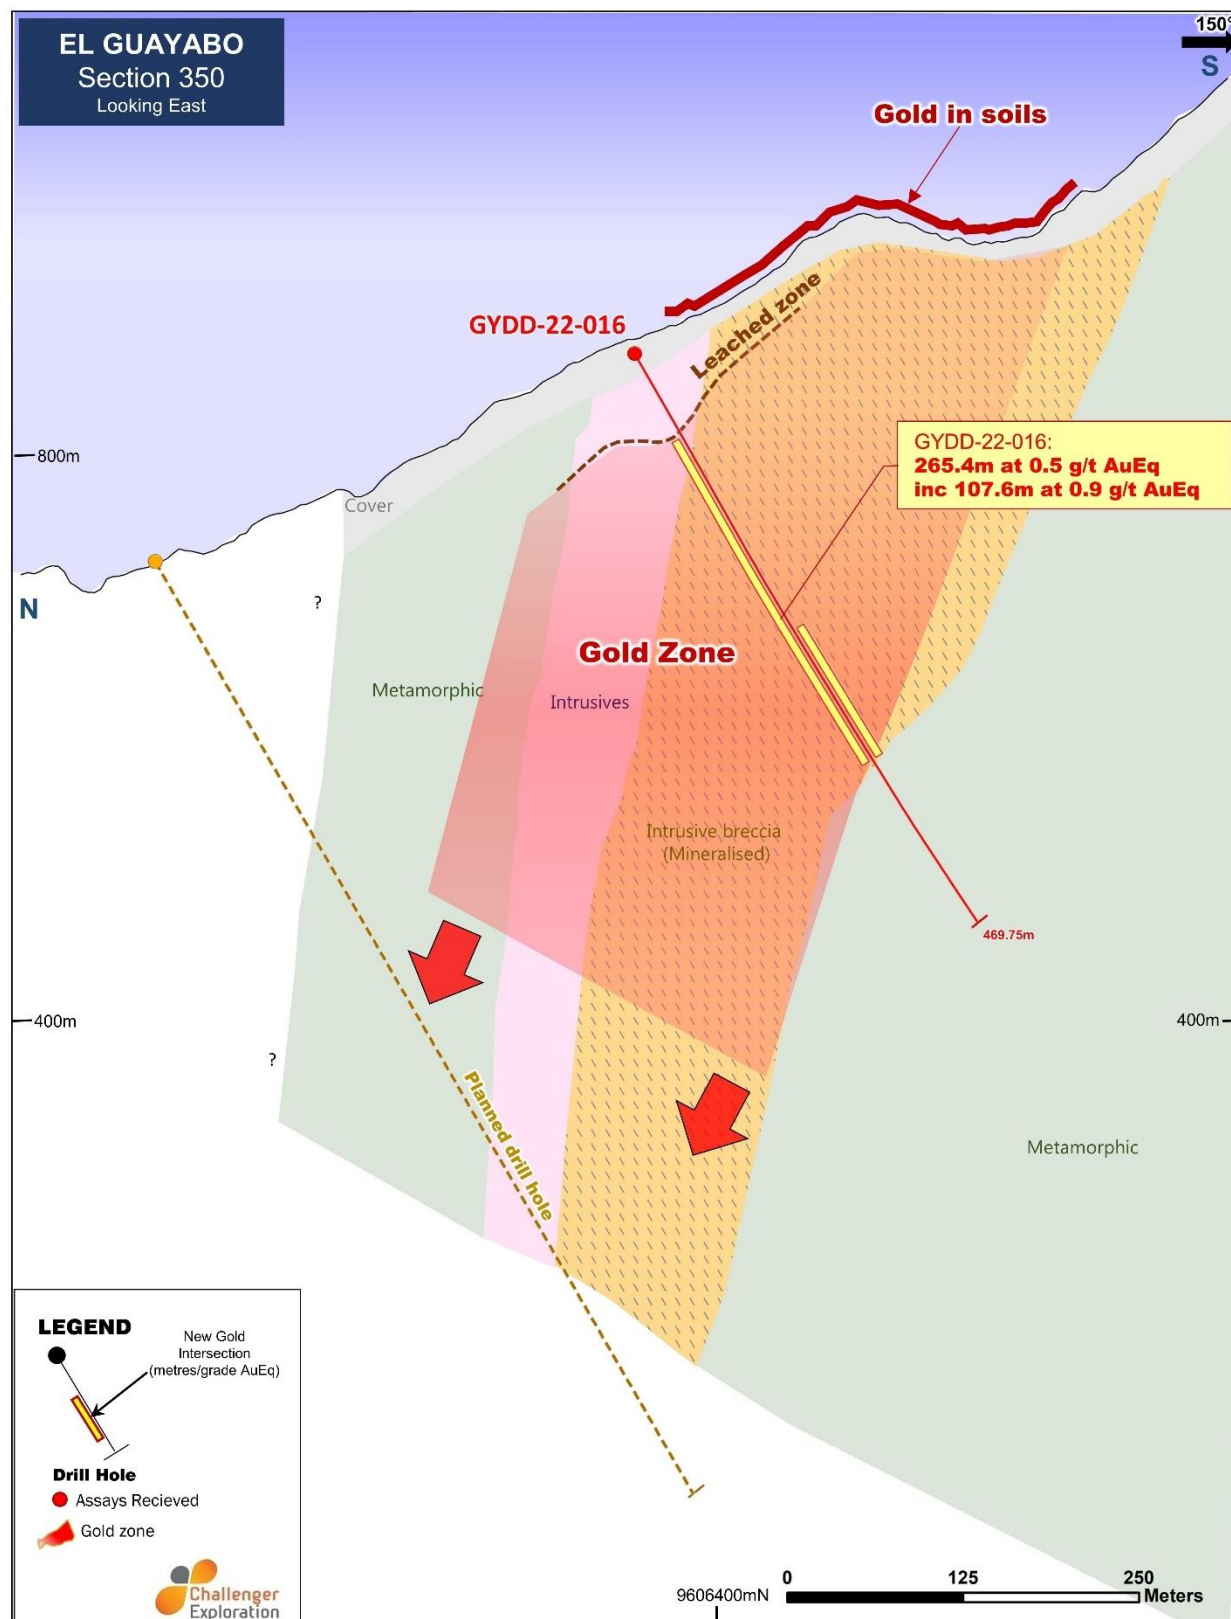 EL GUAYABO
Section 350
Looking East
150°
S
Gold in soils
GYDD-22-016
Leached zone
GYDD-22-016:
265.4m at 0.5 g/t AuEq
inc 107.6m at 0.9 g/t AuEq
800m
Cover
N
?
Gold Zone
Metamorphic
Intrusives
Intrusive breccia
(Mineralised)
469.75m
400m
400m
?
Planned drill hole
Metamorphic
LEGEND
New Gold
Intersection
(metres/grade AuEq)
Drill Hole
Assays Recieved
Gold zone
Challenger
Exploration
9606400mN
0 125 250
Meters